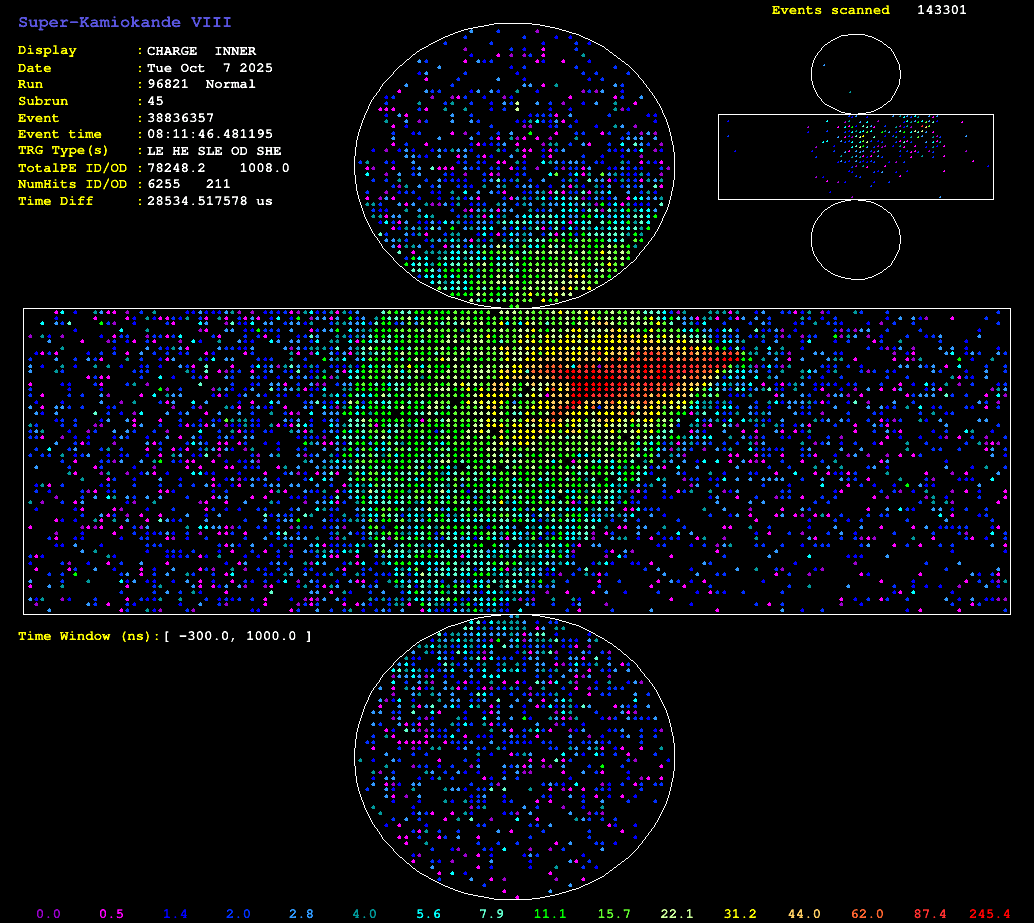 Super-Kamiokande VIII
Events scanned 143301
Display : CHARGE INNER
Date : Tue Oct 7 2025
Run : 96821 Normal
Subrun : 45
Event : 38836357
Event time : 08:11:46.481195
TRG Type(s) : LE HE SLE OD SHE
TotalPE ID/OD : 78248.2 1008.0
NumHits ID/OD : 6255 211
Time Diff : 28534.517578 us
Time Window (ns):[ -300.0, 1000.0 ]
0.0 0.5 1.4 2.0 2.8 4.0 5.6 7.9 11.1 15.7 22.1 31.2 44.0 62.0 87.4 245.4